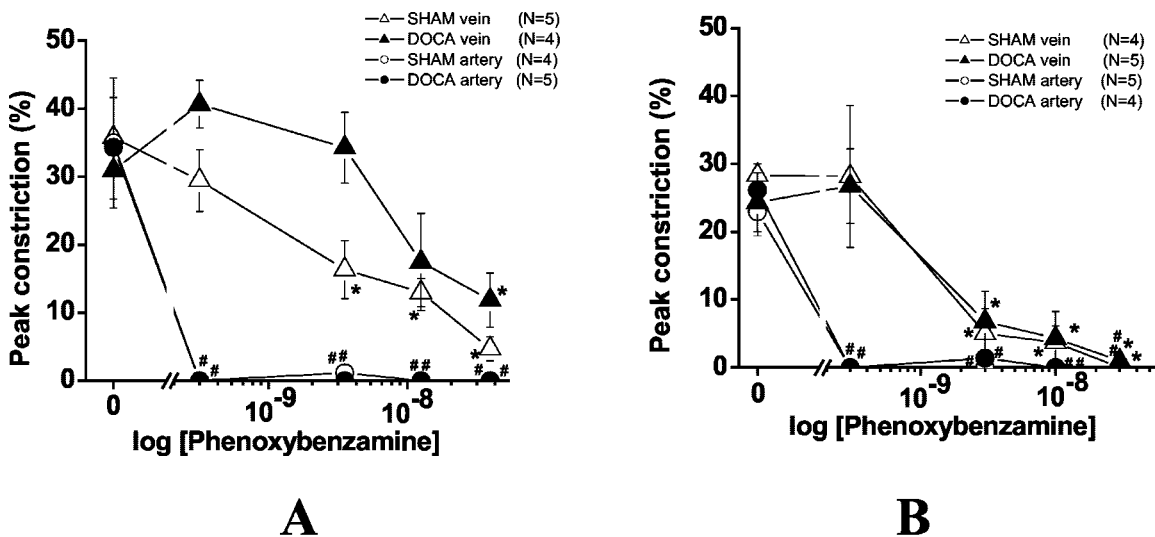 SHAM vein (N=5)
DOCA vein (N=4)
SHAM artery (N=4)
DOCA artery (N=5)
Peak constriction (%)
50
40
30
20
10
0
* * * *
# # ## ## # #
0 10-9 10-8
log [Phenoxybenzamine]
A
SHAM vein (N=4)
DOCA vein (N=5)
SHAM artery (N=5)
DOCA artery (N=4)
Peak constriction (%)
50
40
30
20
10
0
* * * * * *
## # # ## # #
0 10-9 10-8
log [Phenoxybenzamine]
B